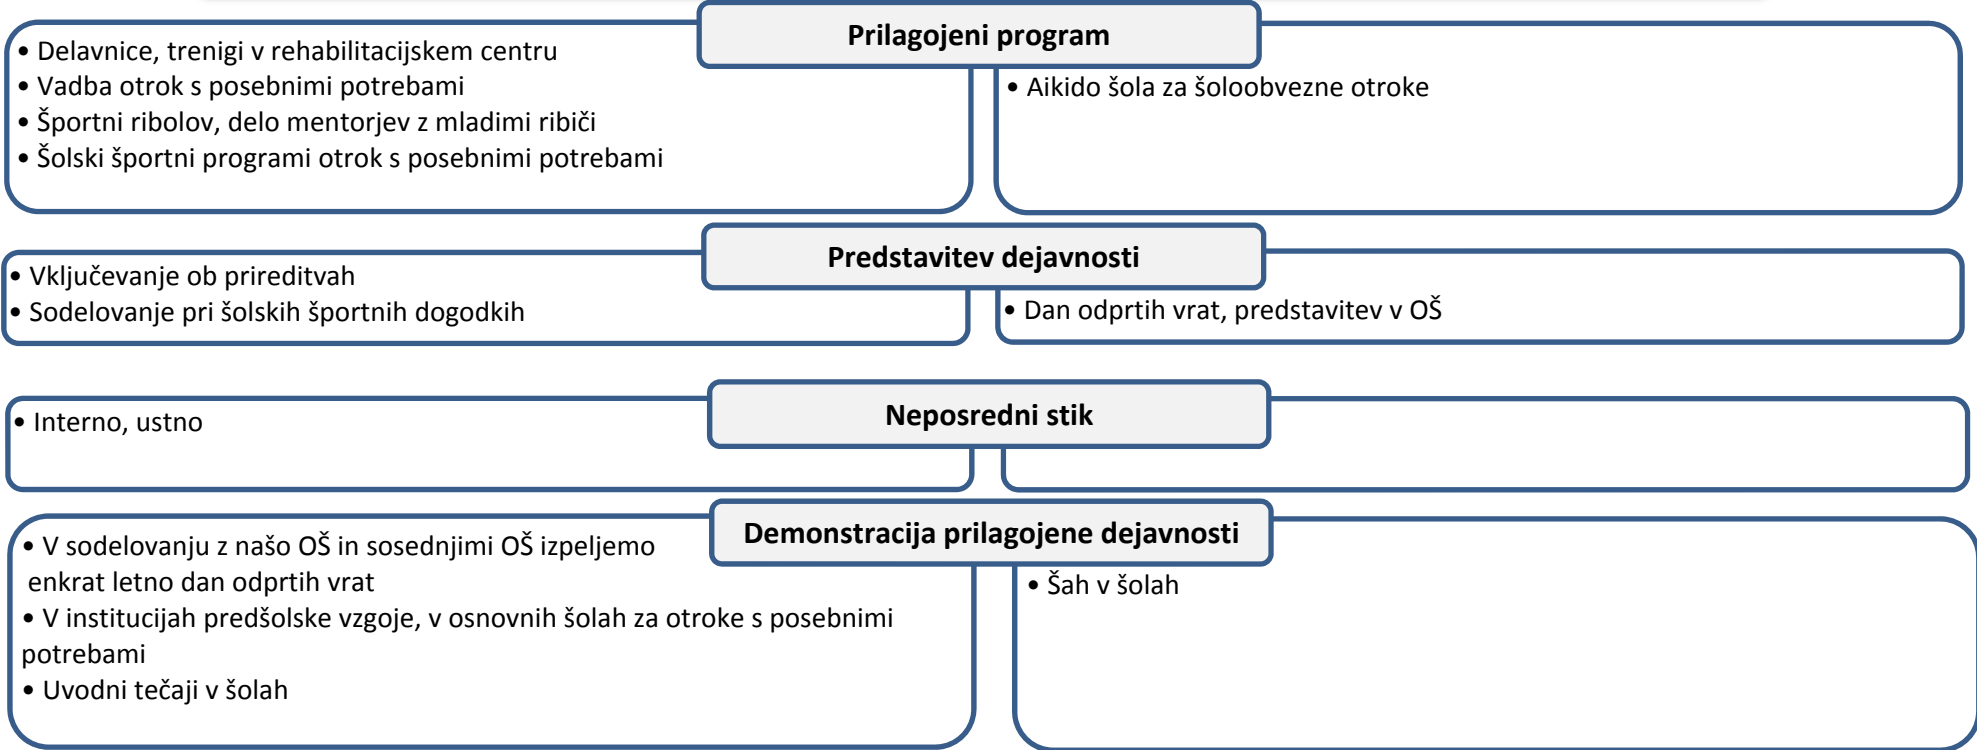 Prilagojeni program
• Delavnice, trenigi v rehabilitacijskem centru
• Vadba otrok s posebnimi potrebami
• Športni ribolov, delo mentorjev z mladimi ribiči
• Šolski športni programi otrok s posebnimi potrebami
• Aikido šola za šoloobvezne otroke
Predstavitev dejavnosti
• Vključevanje ob prireditvah
• Sodelovanje pri šolskih športnih dogodkih
• Dan odprtih vrat, predstavitev v OŠ
Neposredni stik
• Interno, ustno
Demonstracija prilagojene dejavnosti
• V sodelovanju z našo OŠ in sosednjimi OŠ izpeljemo
enkrat letno dan odprtih vrat
• V institucijah predšolske vzgoje, v osnovnih šolah za otroke s posebnimi
potrebami
• Uvodni tečaji v šolah
• Šah v šolah